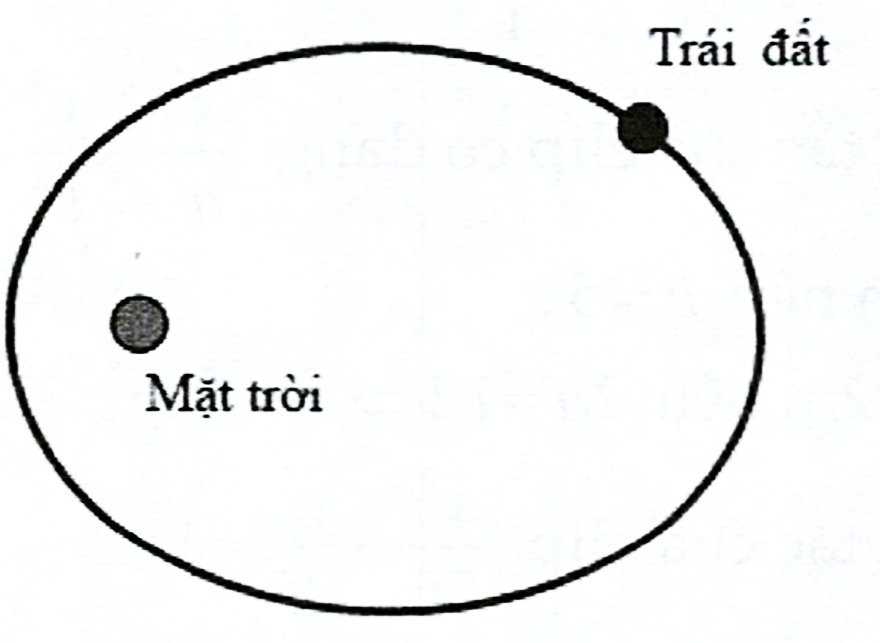 Trái đất
Mặt trời